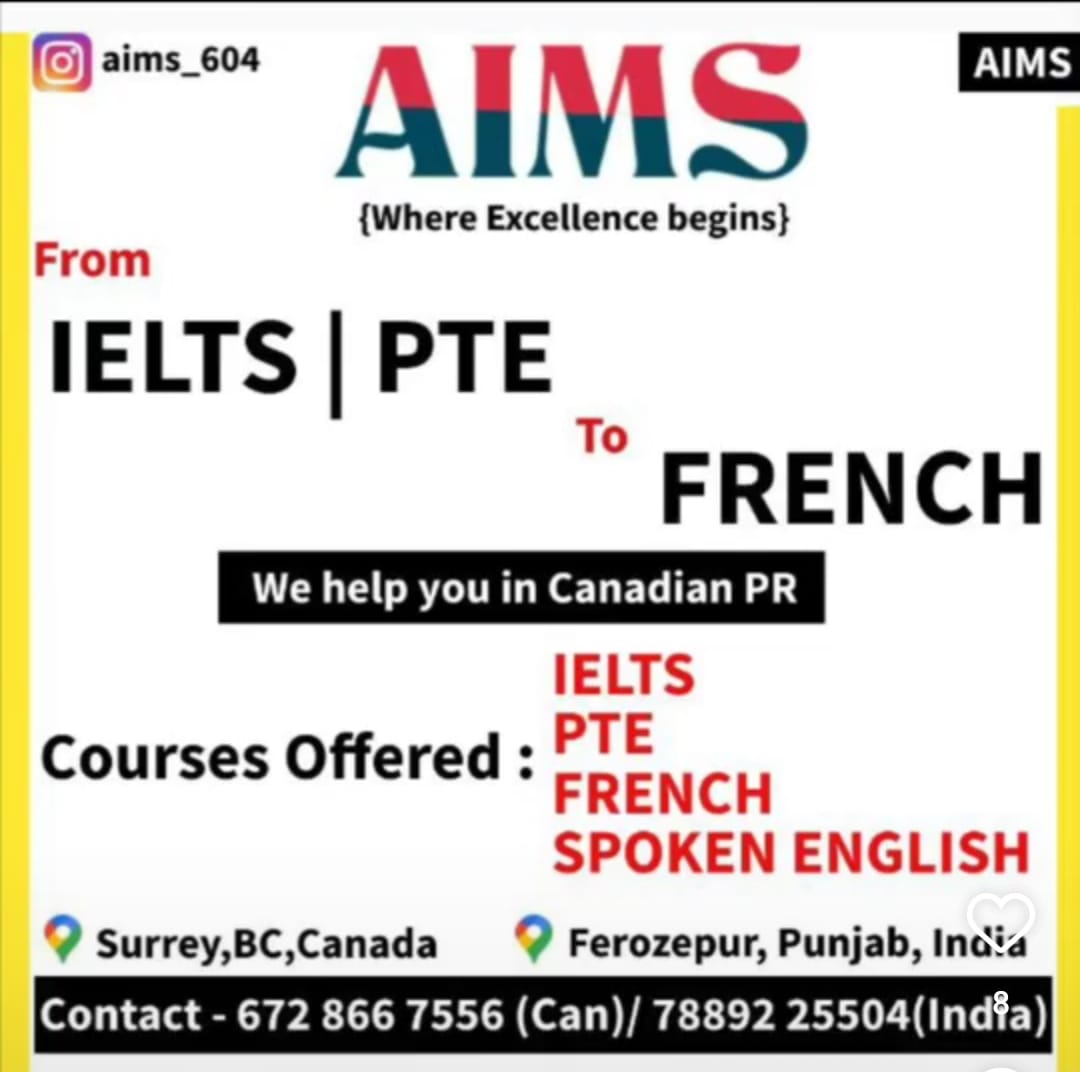 aims_604
AIMS
AIMS
{Where Excellence begins}
From
IELTS | PTE
To
FRENCH
We help you in Canadian PR
Courses Offered :
IELTS
PTE
FRENCH
SPOKEN ENGLISH
Surrey,BC,Canada
Ferozepur, Punjab, India
8
Contact - 672 866 7556 (Can)/ 78892 25504(India)